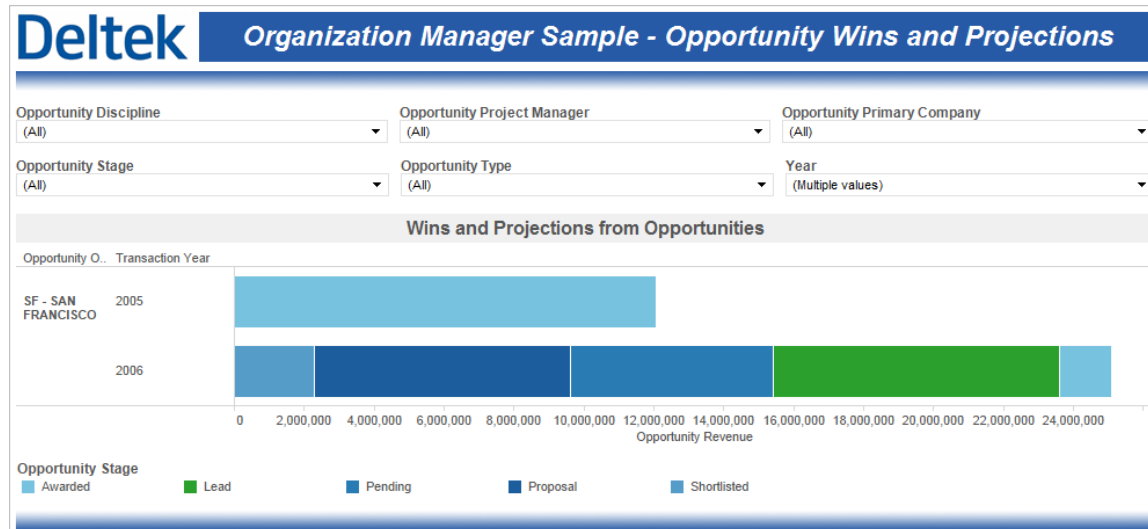 Deltek Organization Manager Sample - Opportunity Wins and Projections
Opportunity Discipline Opportunity Project Manager Opportunity Primary Company
(All) (All) (All)
Opportunity Stage Opportunity Type Year
(All) (All) (Multiple values)
Wins and Projections from Opportunities
Opportunity O.. Transaction Year
SF - SAN 2005
FRANCISCO
2006
0 2,000,000 4,000,000 6,000,000 8,000,000 10,000,000 12,000,000 14,000,000 16,000,000 18,000,000 20,000,000 22,000,000 24,000,000
Opportunity Revenue
Opportunity Stage
Awarded Lead Pending Proposal Shortlisted